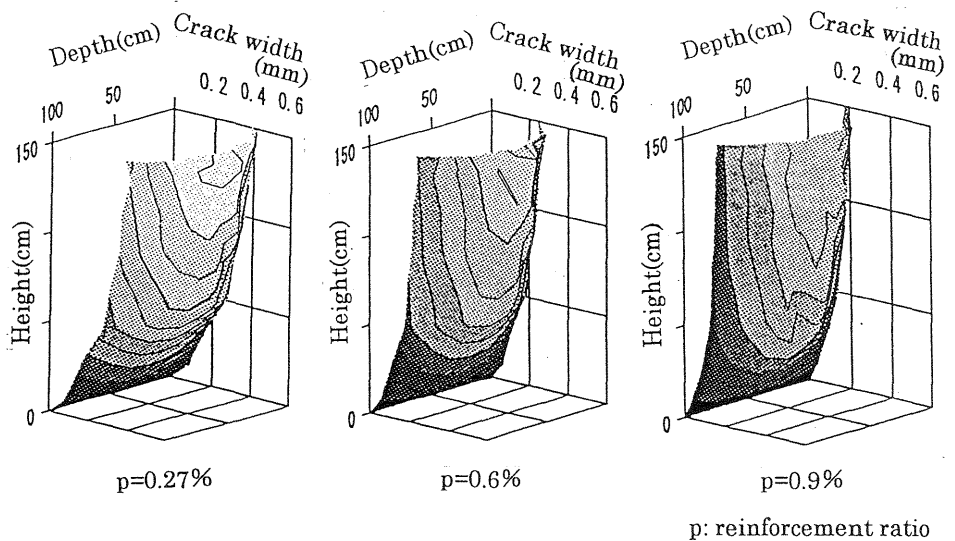 Depth(cm) Crack width
(mm)
100 50 0.2 0.4 0.6
150
Height(cm)
0
p=0.27%
Depth(cm) Crack width
(mm)
100 50 0.2 0.4 0.6
150
Height(cm)
0
p=0.6%
Depth(cm) Crack width
(mm)
100 50 0.2 0.4 0.6
150
Height(cm)
0
p=0.9%
p: reinforcement ratio